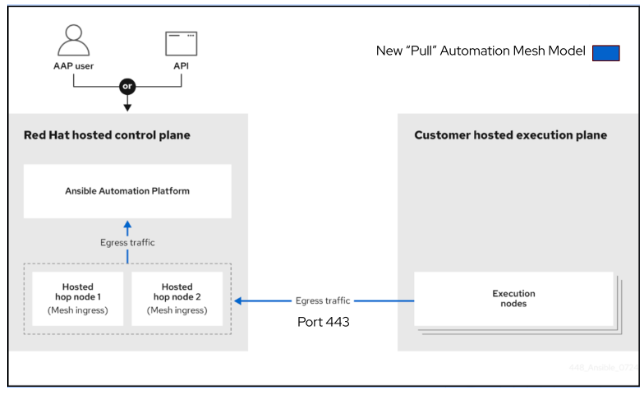 New "Pull" Automation Mesh Model
AAP user
API
or
Red Hat hosted control plane
Customer hosted execution plane
Ansible Automation Platform
Egress traffic
Hosted
hop node 1
(Mesh ingress)
Hosted
hop node 2
(Mesh ingress)
Egress traffic
Port 443
Execution
nodes